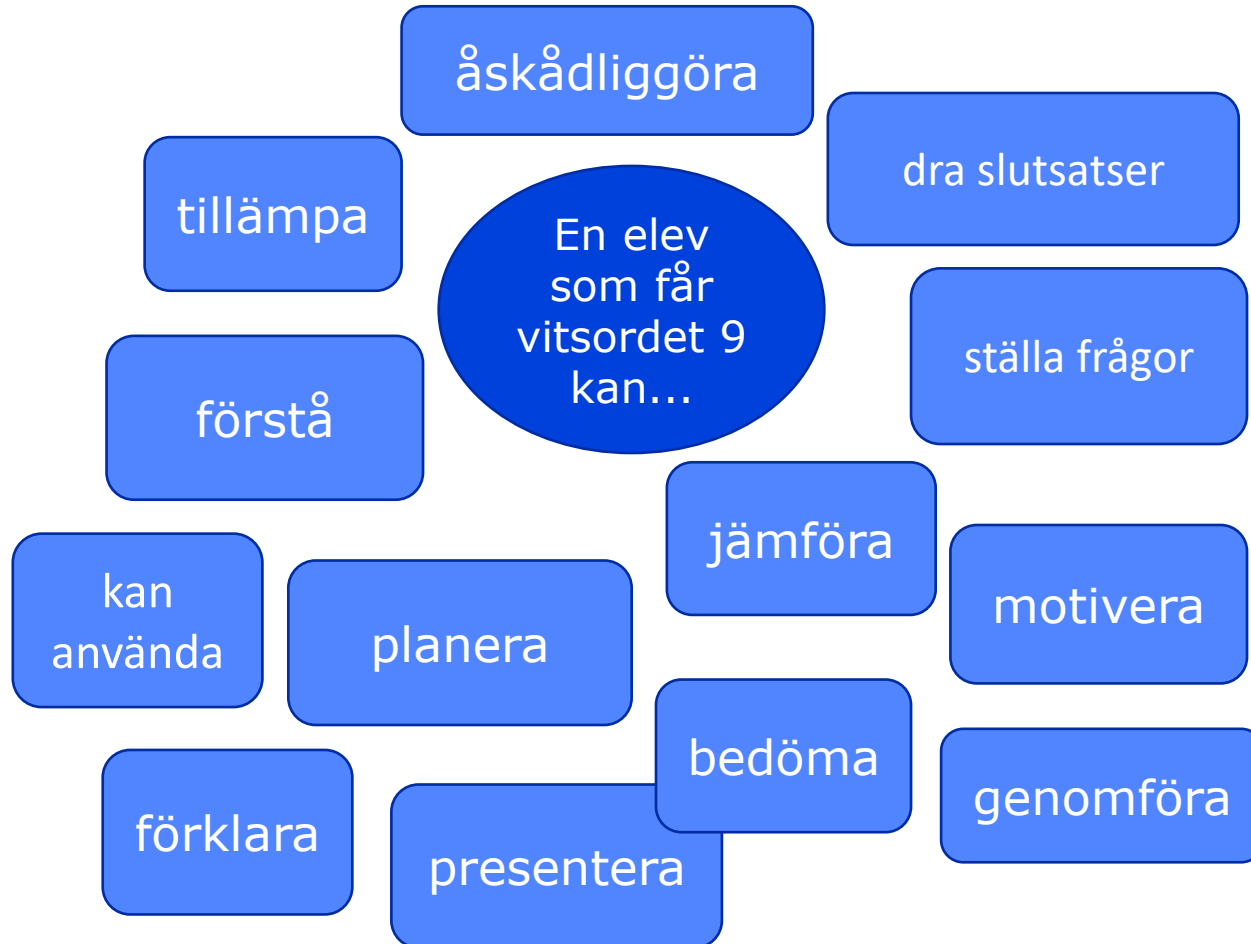 åskådliggöra
dra slutsatser
tillämpa
En elev
som får
vitsordet 9
kan...
ställa frågor
förstå
jämföra
motivera
kan
använda
planera
bedöma
genomföra
förklara
presentera